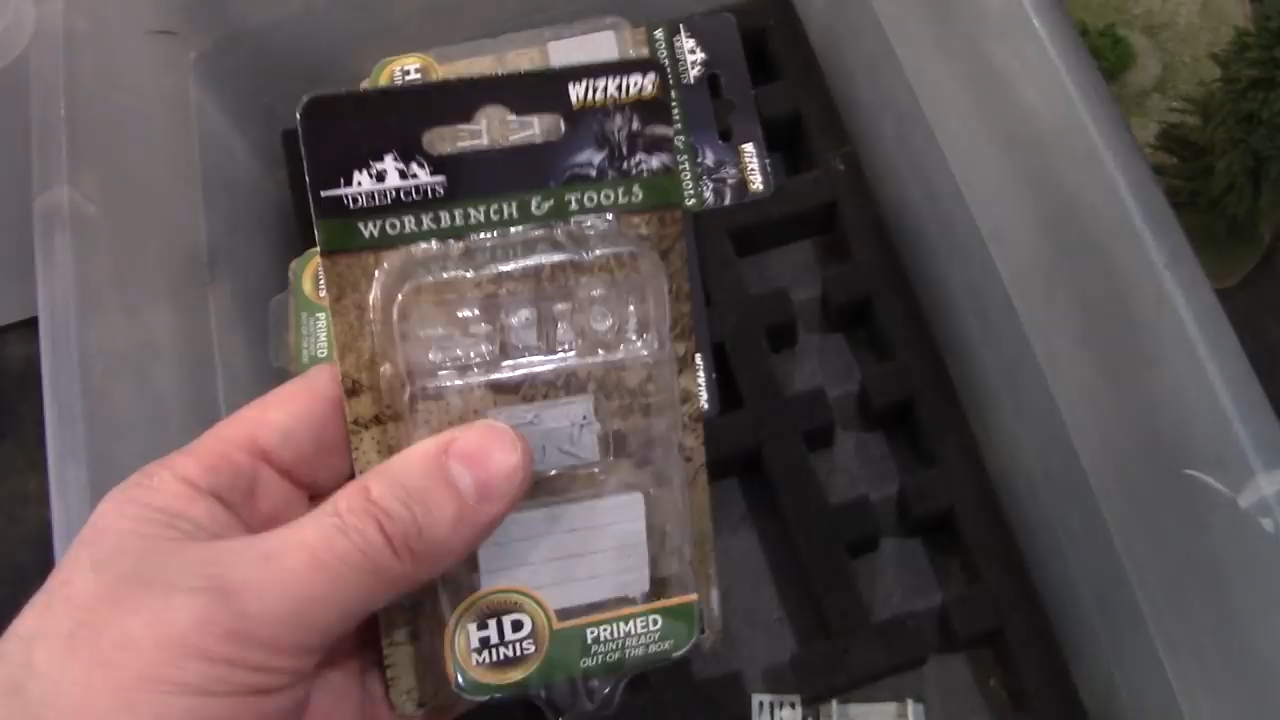 WIZKIDS
DEEP CUTS
WORKBENCH & TOOLS
HD
MINIS
PRIMED
PAINT READY
OUT-OF-THE-BOX!
DEEP CUTS
& STOOLS
WIZKIDS
PRIMED
WIZKIDS